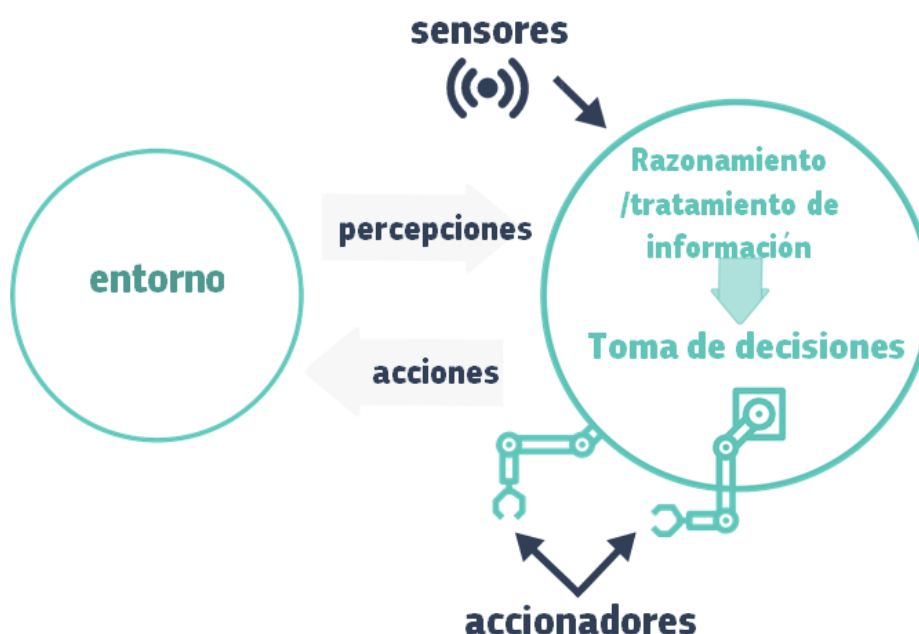 sensores
Razonamiento
/tratamiento de
información
percepciones
entorno
Toma de decisiones
acciones
accionadores